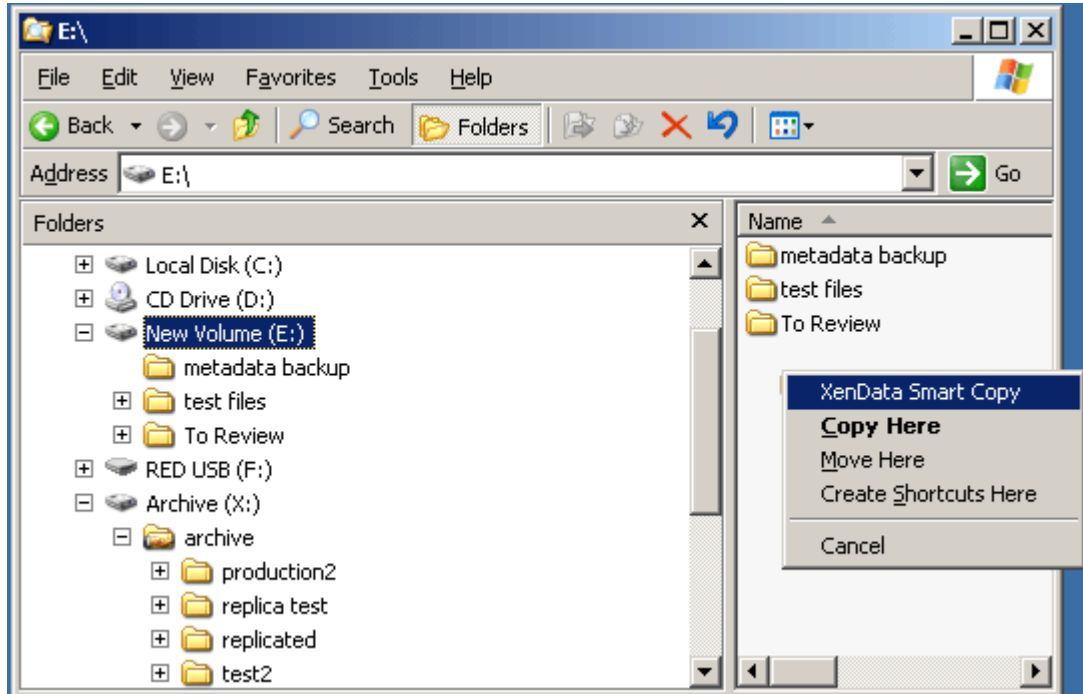 E:\
File Edit View Favorites Tools Help
Back Search Folders
Address E:\ Go
Folders X
Local Disk (C:)
CD Drive (D:)
New Volume (E:)
metadata backup
test files
To Review
RED USB (F:)
Archive (X:)
archive
production2
replica test
replicated
test2
Name
metadata backup
test files
To Review
XenData Smart Copy
Copy Here
Move Here
Create Shortcuts Here
Cancel